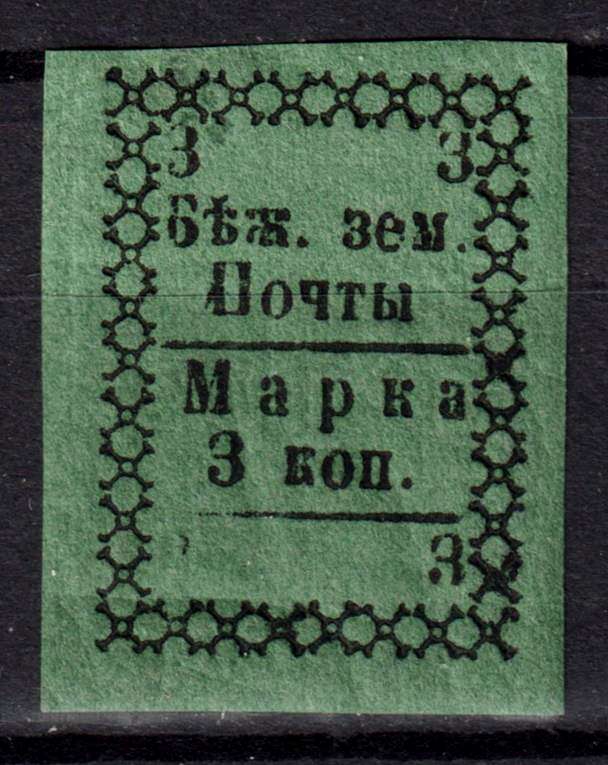 3 3
Бѣж. зем.
Почты
Марка
3 коп.
3